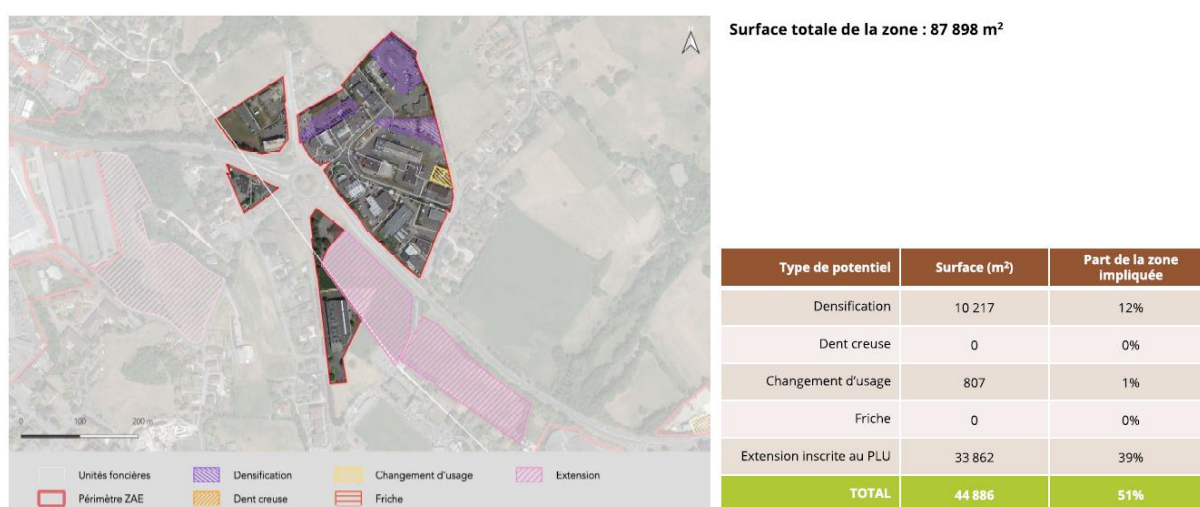 Surface totale de la zone : 87 898 m²
0 100 200 m
Unités foncières
Densification
Changement d'usage
Extension
Périmètre ZAE
Dent creuse
Friche
Type de potentiel Surface (m²) Part de la zone
impliquée
Densification 10 217 12%
Dent creuse 0 0%
Changement d'usage 807 1%
Friche 0 0%
Extension inscrite au PLU 33 862 39%
TOTAL 44 886 51%